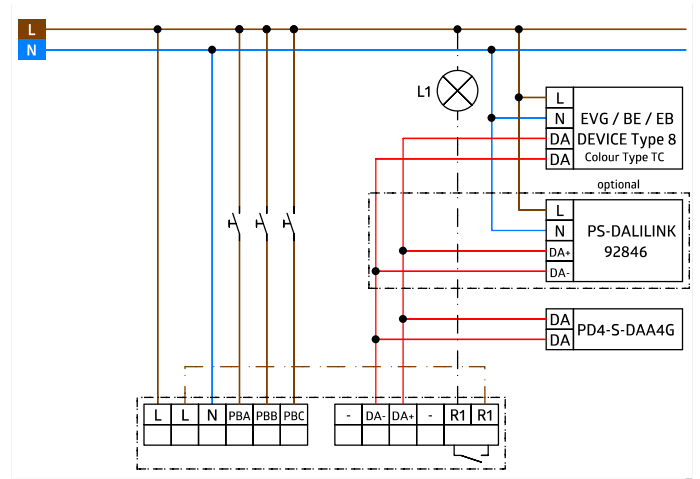 L
N
L1
L
N
DA
DA
EVG / BE / EB
DEVICE Type 8
Colour Type TC
optional
L
N
DA+
DA-
PS-DALILINK
92846
DA
DA
PD4-S-DAA4G
L L N PBA PBB PBC - DA- DA+ - R1 R1